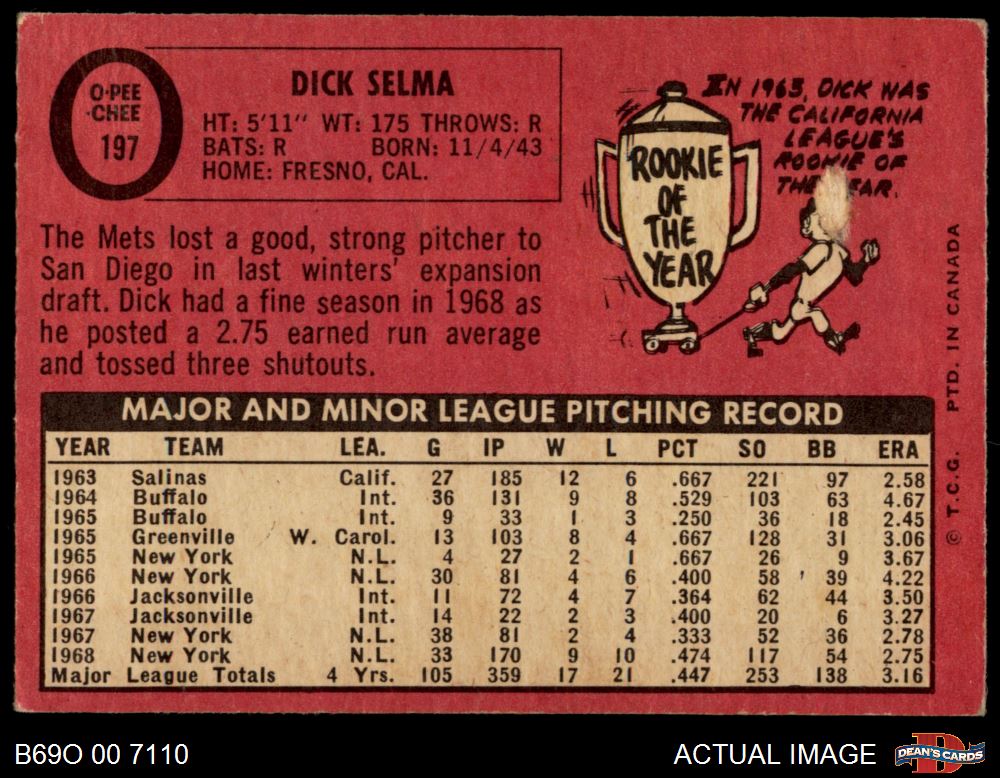 O-PEE
-CHEE
197
DICK SELMA
HT: 5'11" WT: 175 THROWS: R
BATS: R BORN: 11/4/43
HOME: FRESNO, CAL.
IN 1963, DICK WAS
THE CALIFORNIA
LEAGUE'S
ROOKIE OF
THE
ROOKIE
OF
THE
YEAR
The Mets lost a good, strong pitcher to
San Diego in last winters' expansion
draft. Dick had a fine season in 1968 as
he posted a 2.75 earned run average
and tossed three shutouts.
MAJOR AND MINOR LEAGUE PITCHING RECORD
YEAR TEAM LEA. G IP W L PCT SO BB ERA
1963 Salinas Calif. 27 185 12 6 .667 221 97 2.58
1964 Buffalo Int. 36 131 9 8 .529 103 63 4.67
1965 Buffalo Int. 9 33 1 3 .250 36 18 2.45
1965 Greenville W. Carol. 13 103 8 4 .667 128 31 3.06
1965 New York N.L. 4 27 2 1 .667 26 9 3.67
1966 New York N.L. 30 81 4 6 .400 58 39 4.22
1966 Jacksonville Int. 11 72 4 7 .364 62 44 3.50
1967 Jacksonville Int. 14 22 2 3 .400 20 6 3.27
1967 New York N.L. 38 81 2 4 .333 52 36 2.78
1968 New York N.L. 33 170 9 10 .474 117 54 2.75
Major League Totals 4 Yrs. 105 359 17 21 .447 253 138 3.16
© T.C.G. PTD. IN CANADA
B69O 00 7110
ACTUAL IMAGE
D
DEAN'S CARDS